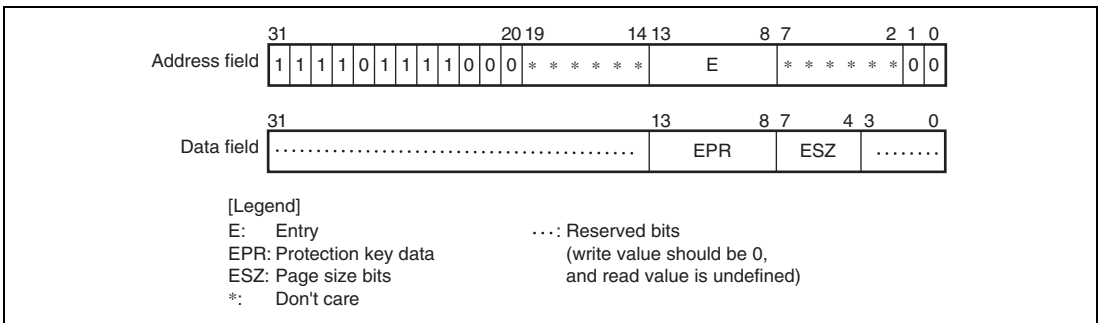 31 20 19 14 13 8 7 2 1 0
Address field 1 1 1 1 0 1 1 1 1 0 0 0 * * * * * * E * * * * * * 0 0
31 13 8 7 4 3 0
Data field ............................................ EPR ESZ ........
[Legend]
E: Entry ...: Reserved bits
EPR: Protection key data (write value should be 0,
ESZ: Page size bits and read value is undefined)
*: Don't care